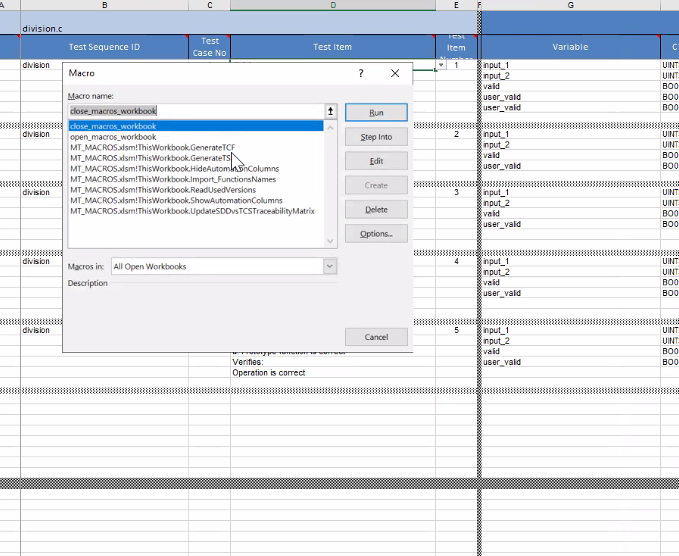 A B C D E F G
division.c
Test Sequence ID Test Case No Test Item Test Item Number Variable
division 1 input_1 UINT
input_2 UINT
valid BOO
user_valid BOO
Macro ? ✕
Macro name:
close_macros_workbook Run
close_macros_workbook
open_macros_workbook Step Into
MT_MACROS.xlsm!ThisWorkbook.GenerateTCF
MT_MACROS.xlsm!ThisWorkbook.GenerateTS
MT_MACROS.xlsm!ThisWorkbook.HideAutomationColumns
MT_MACROS.xlsm!ThisWorkbook.Import_FunctionsNames
MT_MACROS.xlsm!ThisWorkbook.ReadUsedVersions
MT_MACROS.xlsm!ThisWorkbook.ShowAutomationColumns
MT_MACROS.xlsm!ThisWorkbook.UpdateSDDvsTCSTraceabilityMatrix
Edit
Create
Delete
Options...
Macros in: All Open Workbooks
Description
Cancel
division 2 input_1 UINT
input_2 UINT
valid BOO
user_valid BOO
division 3 input_1 UINT
input_2 UINT
valid BOO
user_valid BOO
division 4 input_1 UINT
input_2 UINT
valid BOO
user_valid BOO
division 5 input_1 UINT
input_2 UINT
Prototype function is correct valid BOO
Verifies: user_valid BOO
Operation is correct